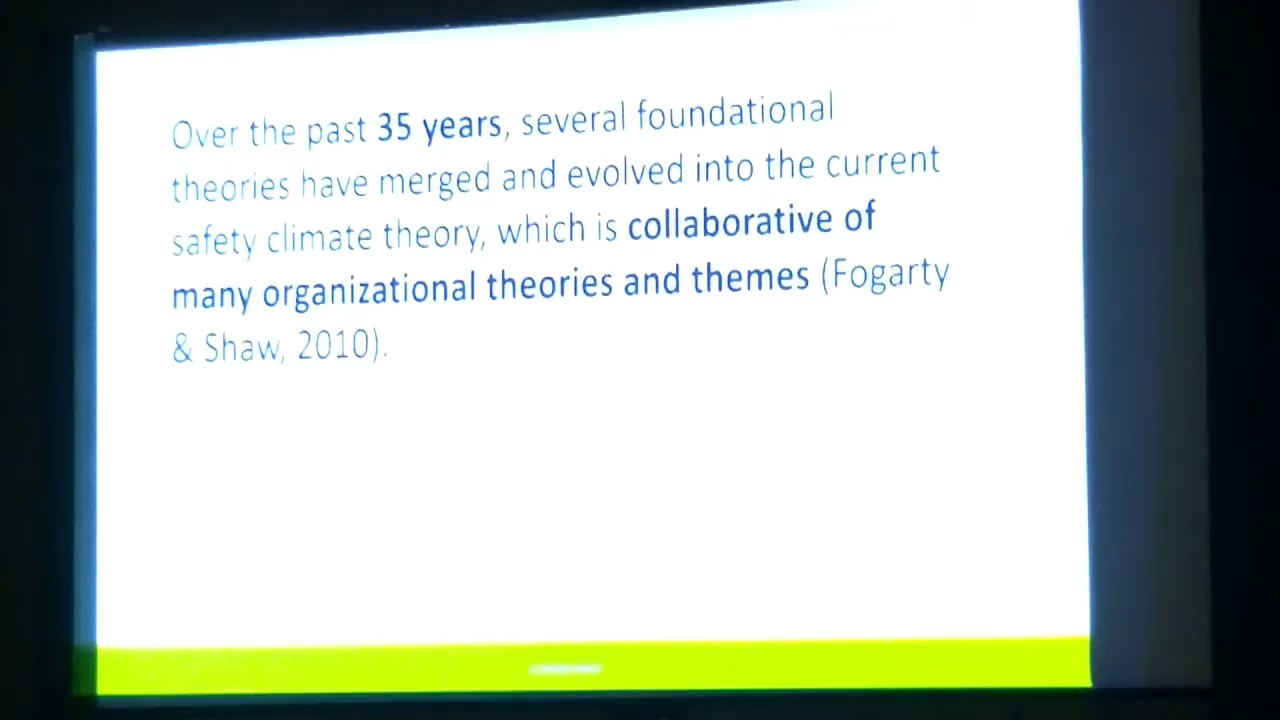 Over the past 35 years, several foundational
theories have merged and evolved into the current
safety climate theory, which is collaborative of
many organizational theories and themes (Fogarty
& Shaw, 2010).